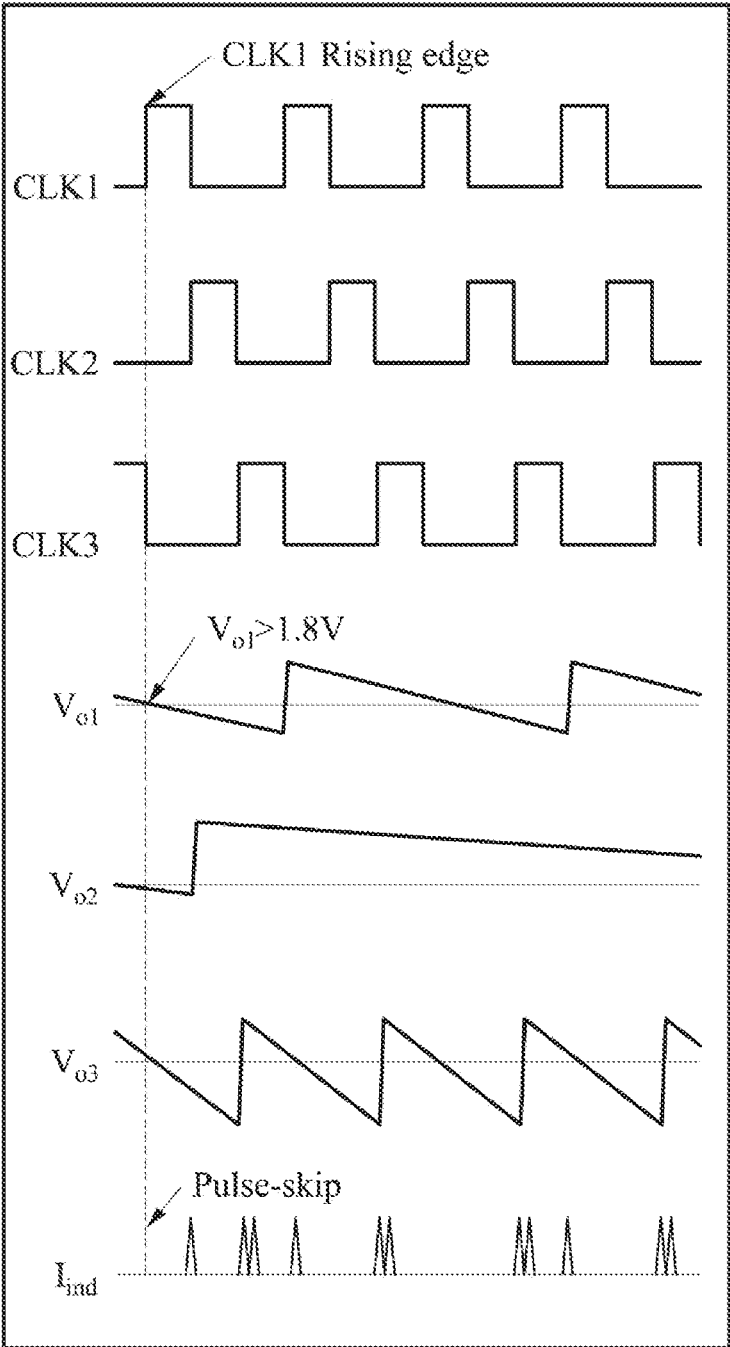 CLK1 Rising edge
CLK1
CLK2
CLK3
Vo1>1.8V
Vo1
Vo2
Vo3
Pulse-skip
Iind